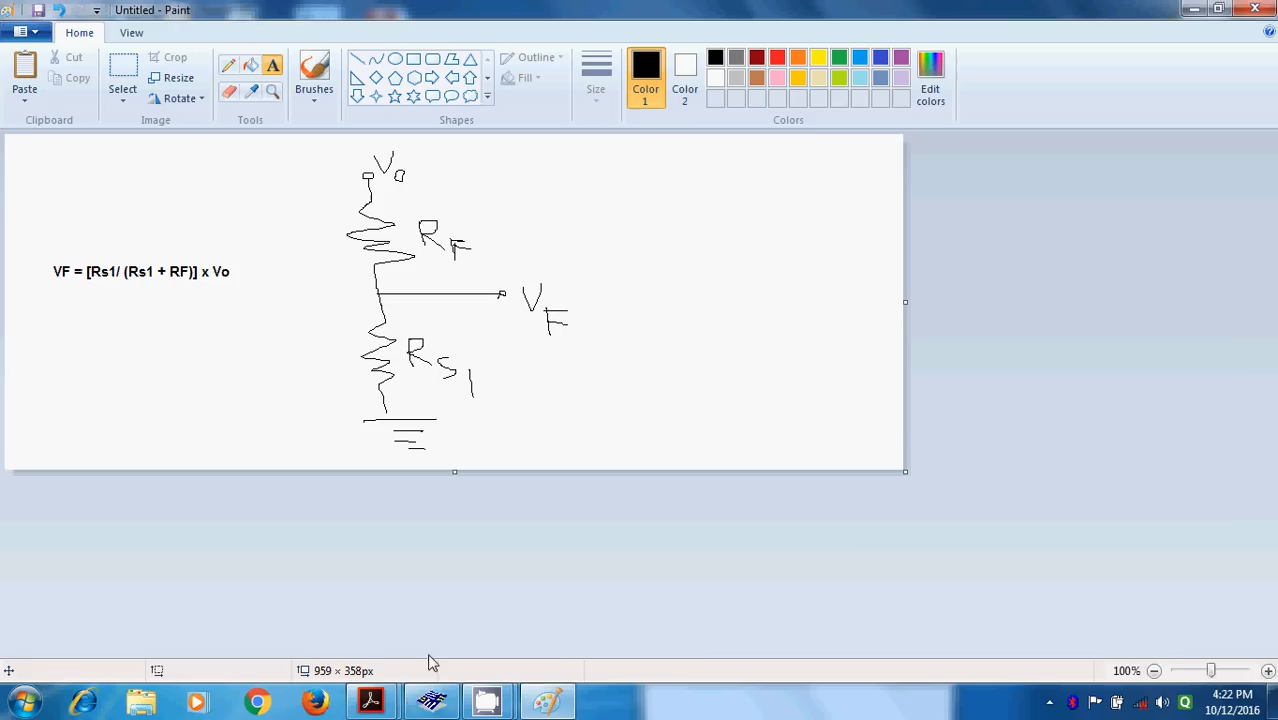 Untitled - Paint
Home
View
Paste
Cut
Copy
Clipboard
Select
Crop
Resize
Rotate
Image
Tools
Brushes
Outline
Fill
Shapes
Size
Color 1
Color 2
Edit colors
Colors
Vo
RF
VF = [Rs1/ (Rs1 + RF)] x Vo
VF
RS1
959 × 358px
100%
4:22 PM
10/12/2016